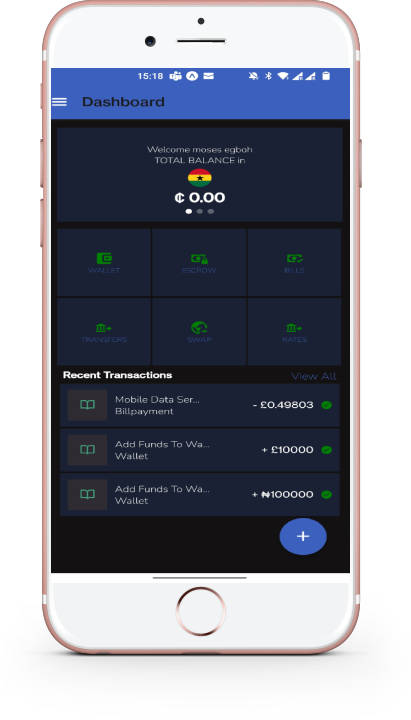 15:18
Dashboard
Welcome moses egboh
TOTAL BALANCE in
₵ 0.00
WALLET
ESCROW
BILLS
TRANSFERS
SWAP
RATES
Recent Transactions
View All
Mobile Data Ser...
Billpayment
- £0.49803
Add Funds To Wa...
Wallet
+ £10000
Add Funds To Wa...
Wallet
+ ₦100000
+